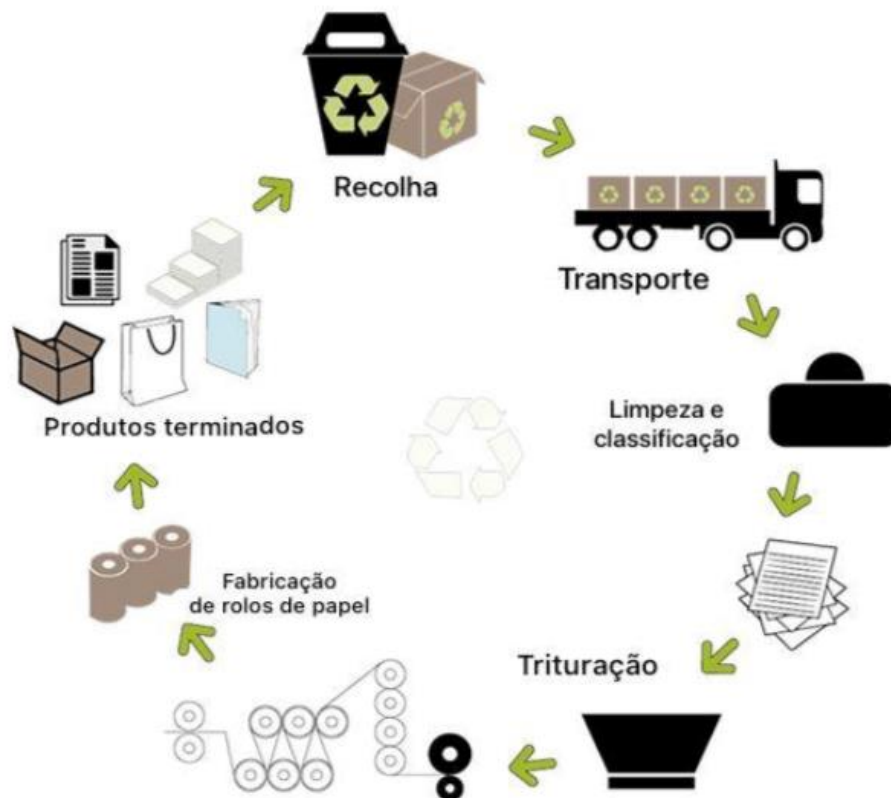 Recolha
Transporte
Limpeza e
classificação
Trituração
Fabricação
de rolos de papel
Produtos terminados